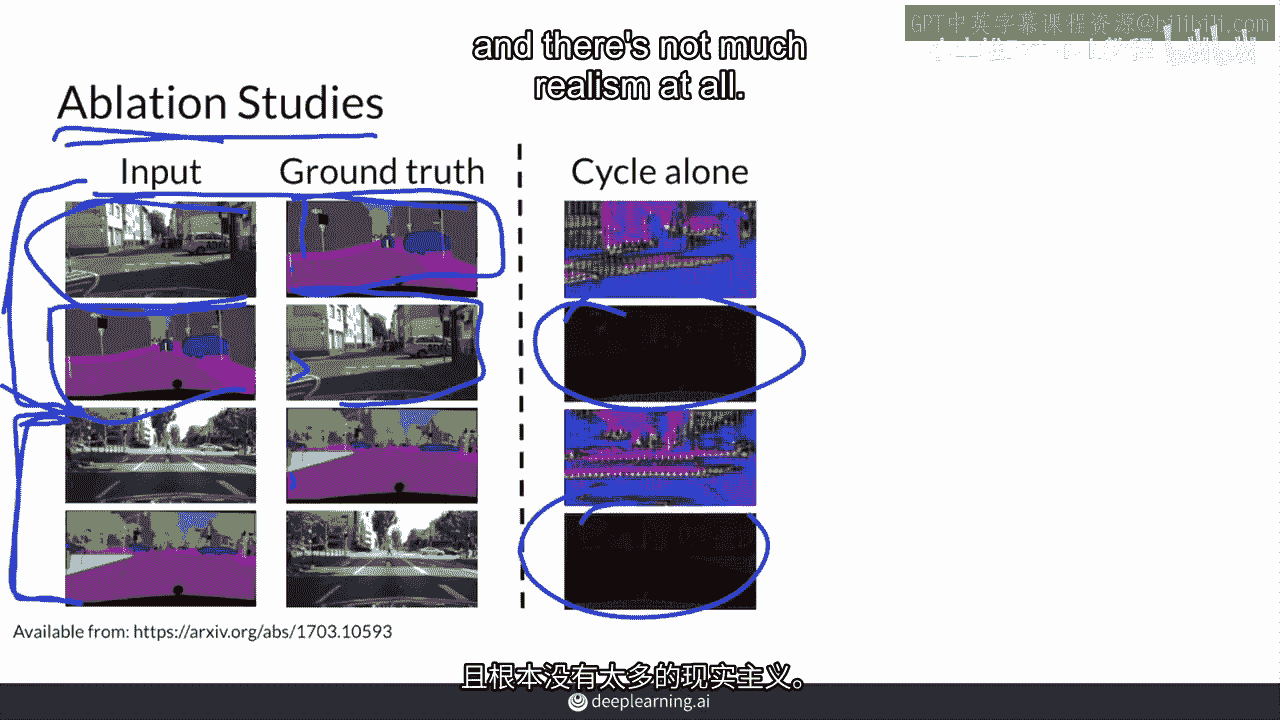 GPT中英字幕课程资源@bilibili.com
and there's not much
realism at all.
Ablation Studies
Input
Ground truth
Cycle alone
Available from: https://arxiv.org/abs/1703.10593
且根本没有太多的现实主义。
deeplearning.ai